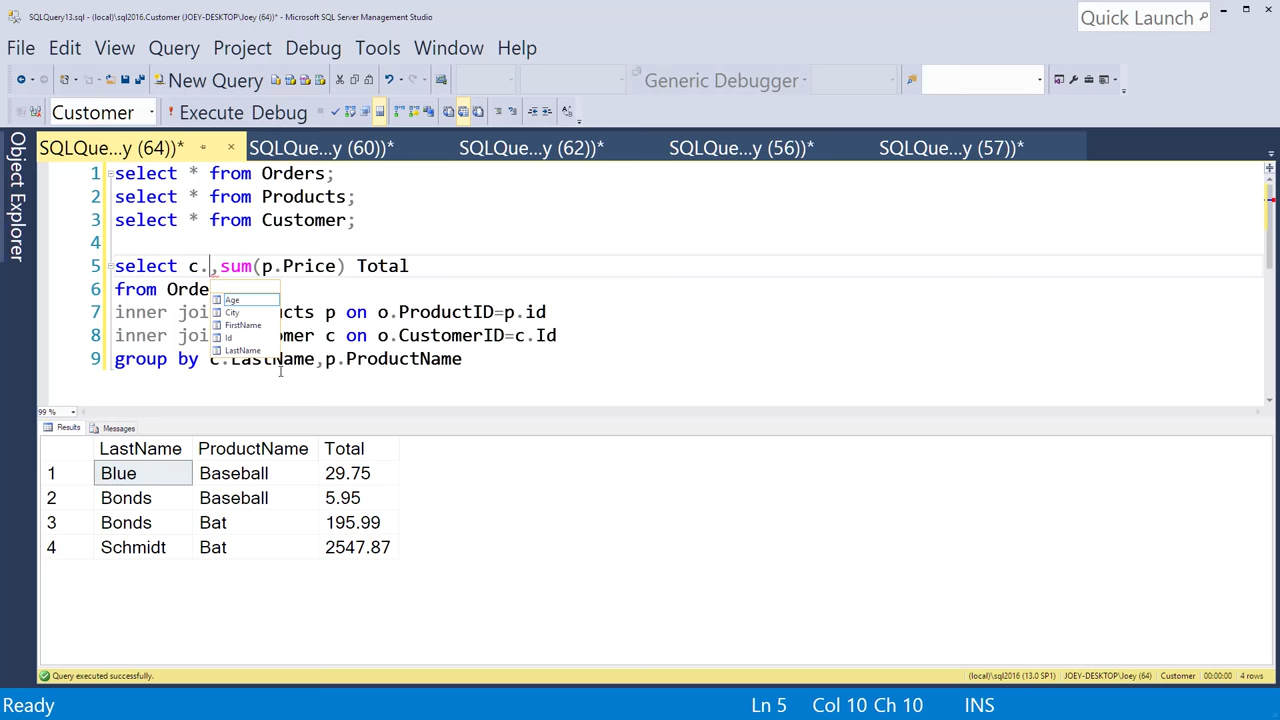 SQLQuery13.sql - (local)\sql2016.Customer (JOEY-DESKTOP\Joey (64))* - Microsoft SQL Server Management Studio
Quick Launch
File Edit View Query Project Debug Tools Window Help
New Query Generic Debugger
Customer Execute Debug
Object Explorer
SQLQue...y (64))* SQLQue...y (60))* SQLQue...y (62))* SQLQue...y (56))* SQLQue...y (57))*
1 select * from Orders;
2 select * from Products;
3 select * from Customer;
4
5 select c.,sum(p.Price) Total
6 from Orde
Age
City
FirstName
Id
LastName
7 inner joi cts p on o.ProductID=p.id
8 inner joi omer c on o.CustomerID=c.Id
9 group by c.LastName,p.ProductName
99 %
Results Messages
LastName ProductName Total
1 Blue Baseball 29.75
2 Bonds Baseball 5.95
3 Bonds Bat 195.99
4 Schmidt Bat 2547.87
Query executed successfully. (local)\sql2016 (13.0 SP1) JOEY-DESKTOP\Joey (64) Customer 00:00:00 4 rows
Ready Ln 5 Col 10 Ch 10 INS